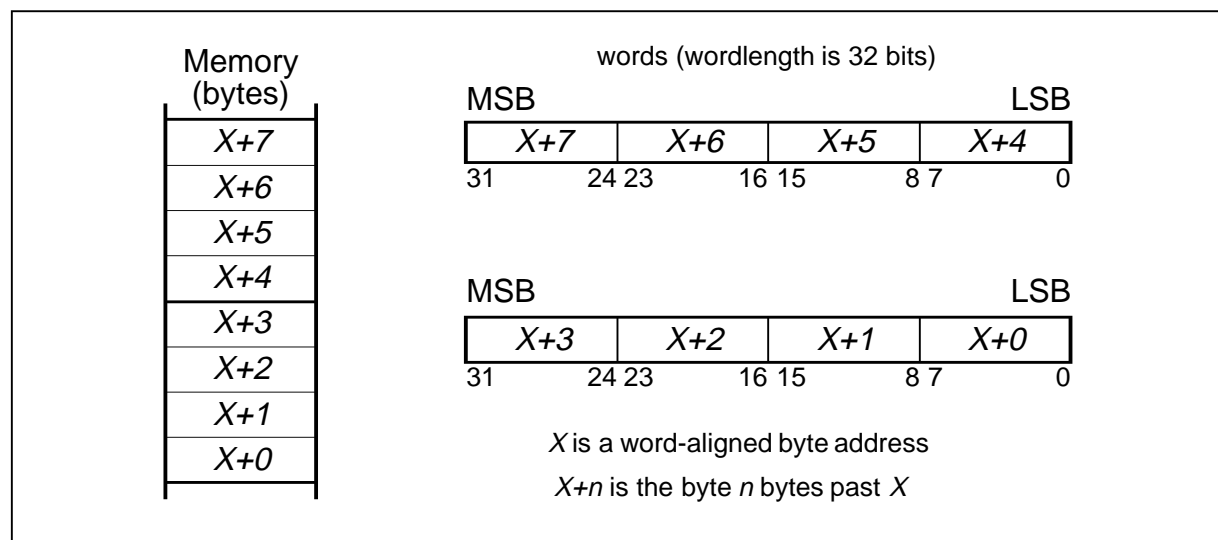 Memory
(bytes)
X+7
X+6
X+5
X+4
X+3
X+2
X+1
X+0
words (wordlength is 32 bits)
MSB LSB
X+7 X+6 X+5 X+4
31 24 23 16 15 8 7 0
MSB LSB
X+3 X+2 X+1 X+0
31 24 23 16 15 8 7 0
X is a word-aligned byte address
X+n is the byte n bytes past X